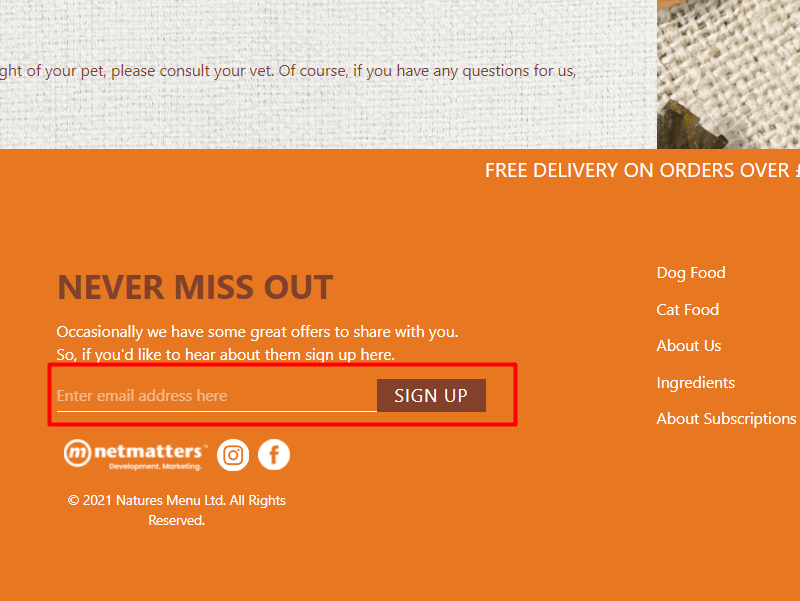 ght of your pet, please consult your vet. Of course, if you have any questions for us,
FREE DELIVERY ON ORDERS OVER £
NEVER MISS OUT
Occasionally we have some great offers to share with you.
So, if you'd like to hear about them sign up here.
Enter email address here
SIGN UP
m netmatters™
Development. Marketing.
© 2021 Natures Menu Ltd. All Rights
Reserved.
Dog Food
Cat Food
About Us
Ingredients
About Subscriptions